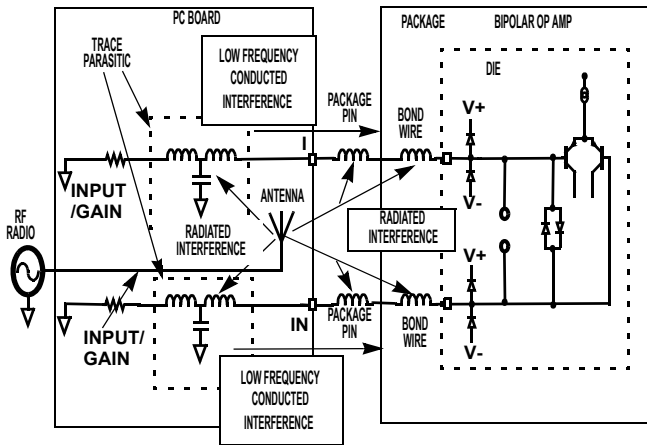 PC BOARD
PACKAGE
BIPOLAR OP AMP
TRACE
PARASITIC
LOW FREQUENCY
CONDUCTED
INTERFERENCE
PACKAGE
PIN
BOND
WIRE
DIE
V+
V-
I
INPUT
/GAIN
ANTENNA
RF
RADIO
RADIATED
INTERFERENCE
RADIATED
INTERFERENCE
V+
V-
INPUT/
GAIN
IN
PACKAGE
PIN
BOND
WIRE
LOW FREQUENCY
CONDUCTED
INTERFERENCE